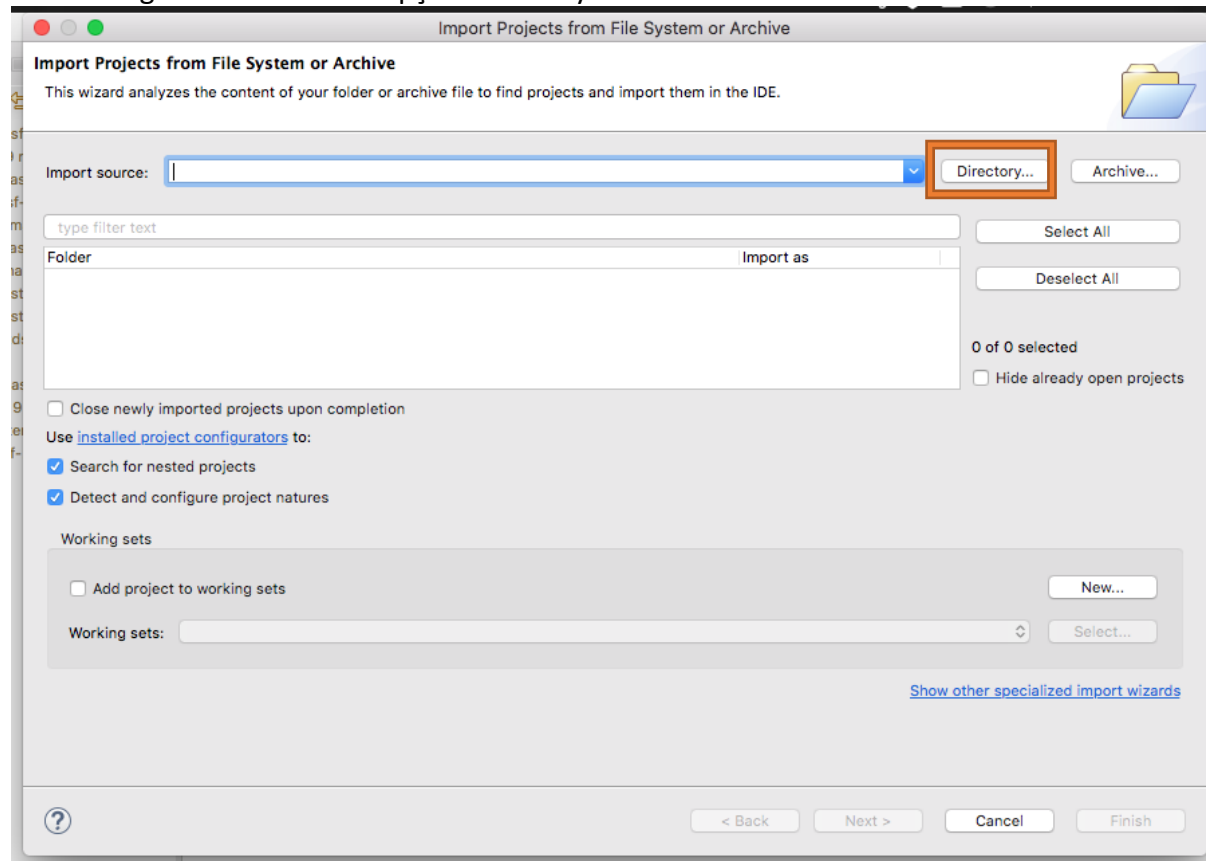 Import Projects from File System or Archive
Import Projects from File System or Archive
This wizard analyzes the content of your folder or archive file to find projects and import them in the IDE.
Import source: Directory... Archive...
type filter text
Select All
Folder Import as
Deselect All
0 of 0 selected
Hide already open projects
Close newly imported projects upon completion
Use installed project configurators to:
Search for nested projects
Detect and configure project natures
Working sets
Add project to working sets New...
Working sets: Select...
Show other specialized import wizards
? < Back Next > Cancel Finish